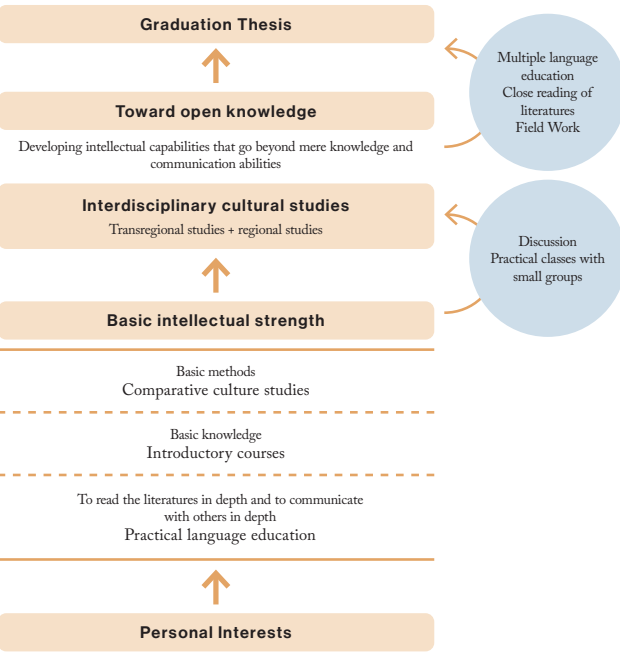 Graduation Thesis
Toward open knowledge
Developing intellectual capabilities that go beyond mere knowledge and
communication abilities
Multiple language
education
Close reading of
literatures
Field Work
Interdisciplinary cultural studies
Transregional studies + regional studies
Discussion
Practical classes with
small groups
Basic intellectual strength
Basic methods
Comparative culture studies
Basic knowledge
Introductory courses
To read the literatures in depth and to communicate
with others in depth
Practical language education
Personal Interests